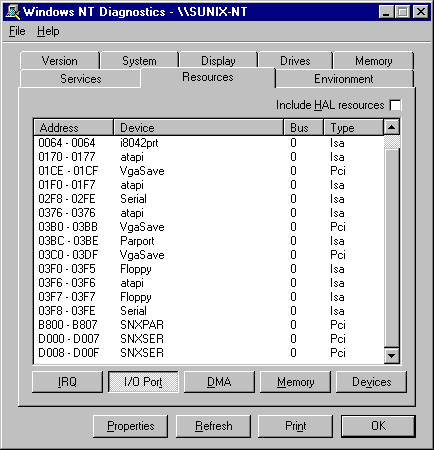 Windows NT Diagnostics - \\SUNIX-NT
File Help
Version System Display Drives Memory
Services Resources Environment
Include HAL resources
Address Device Bus Type
0064 - 0064 i8042prt 0 Isa
0170 - 0177 atapi 0 Isa
01CE - 01CF VgaSave 0 Pci
01F0 - 01F7 atapi 0 Isa
02F8 - 02FE Serial 0 Isa
0376 - 0376 atapi 0 Isa
03B0 - 03BB VgaSave 0 Pci
03BC - 03BE Parport 0 Isa
03C0 - 03DF VgaSave 0 Pci
03F0 - 03F5 Floppy 0 Isa
03F6 - 03F6 atapi 0 Isa
03F7 - 03F7 Floppy 0 Isa
03F8 - 03FE Serial 0 Isa
B800 - B807 SNXPAR 0 Pci
D000 - D007 SNXSER 0 Pci
D008 - D00F SNXSER 0 Pci
IRQ I/O Port DMA Memory Devices
Properties Refresh Print OK